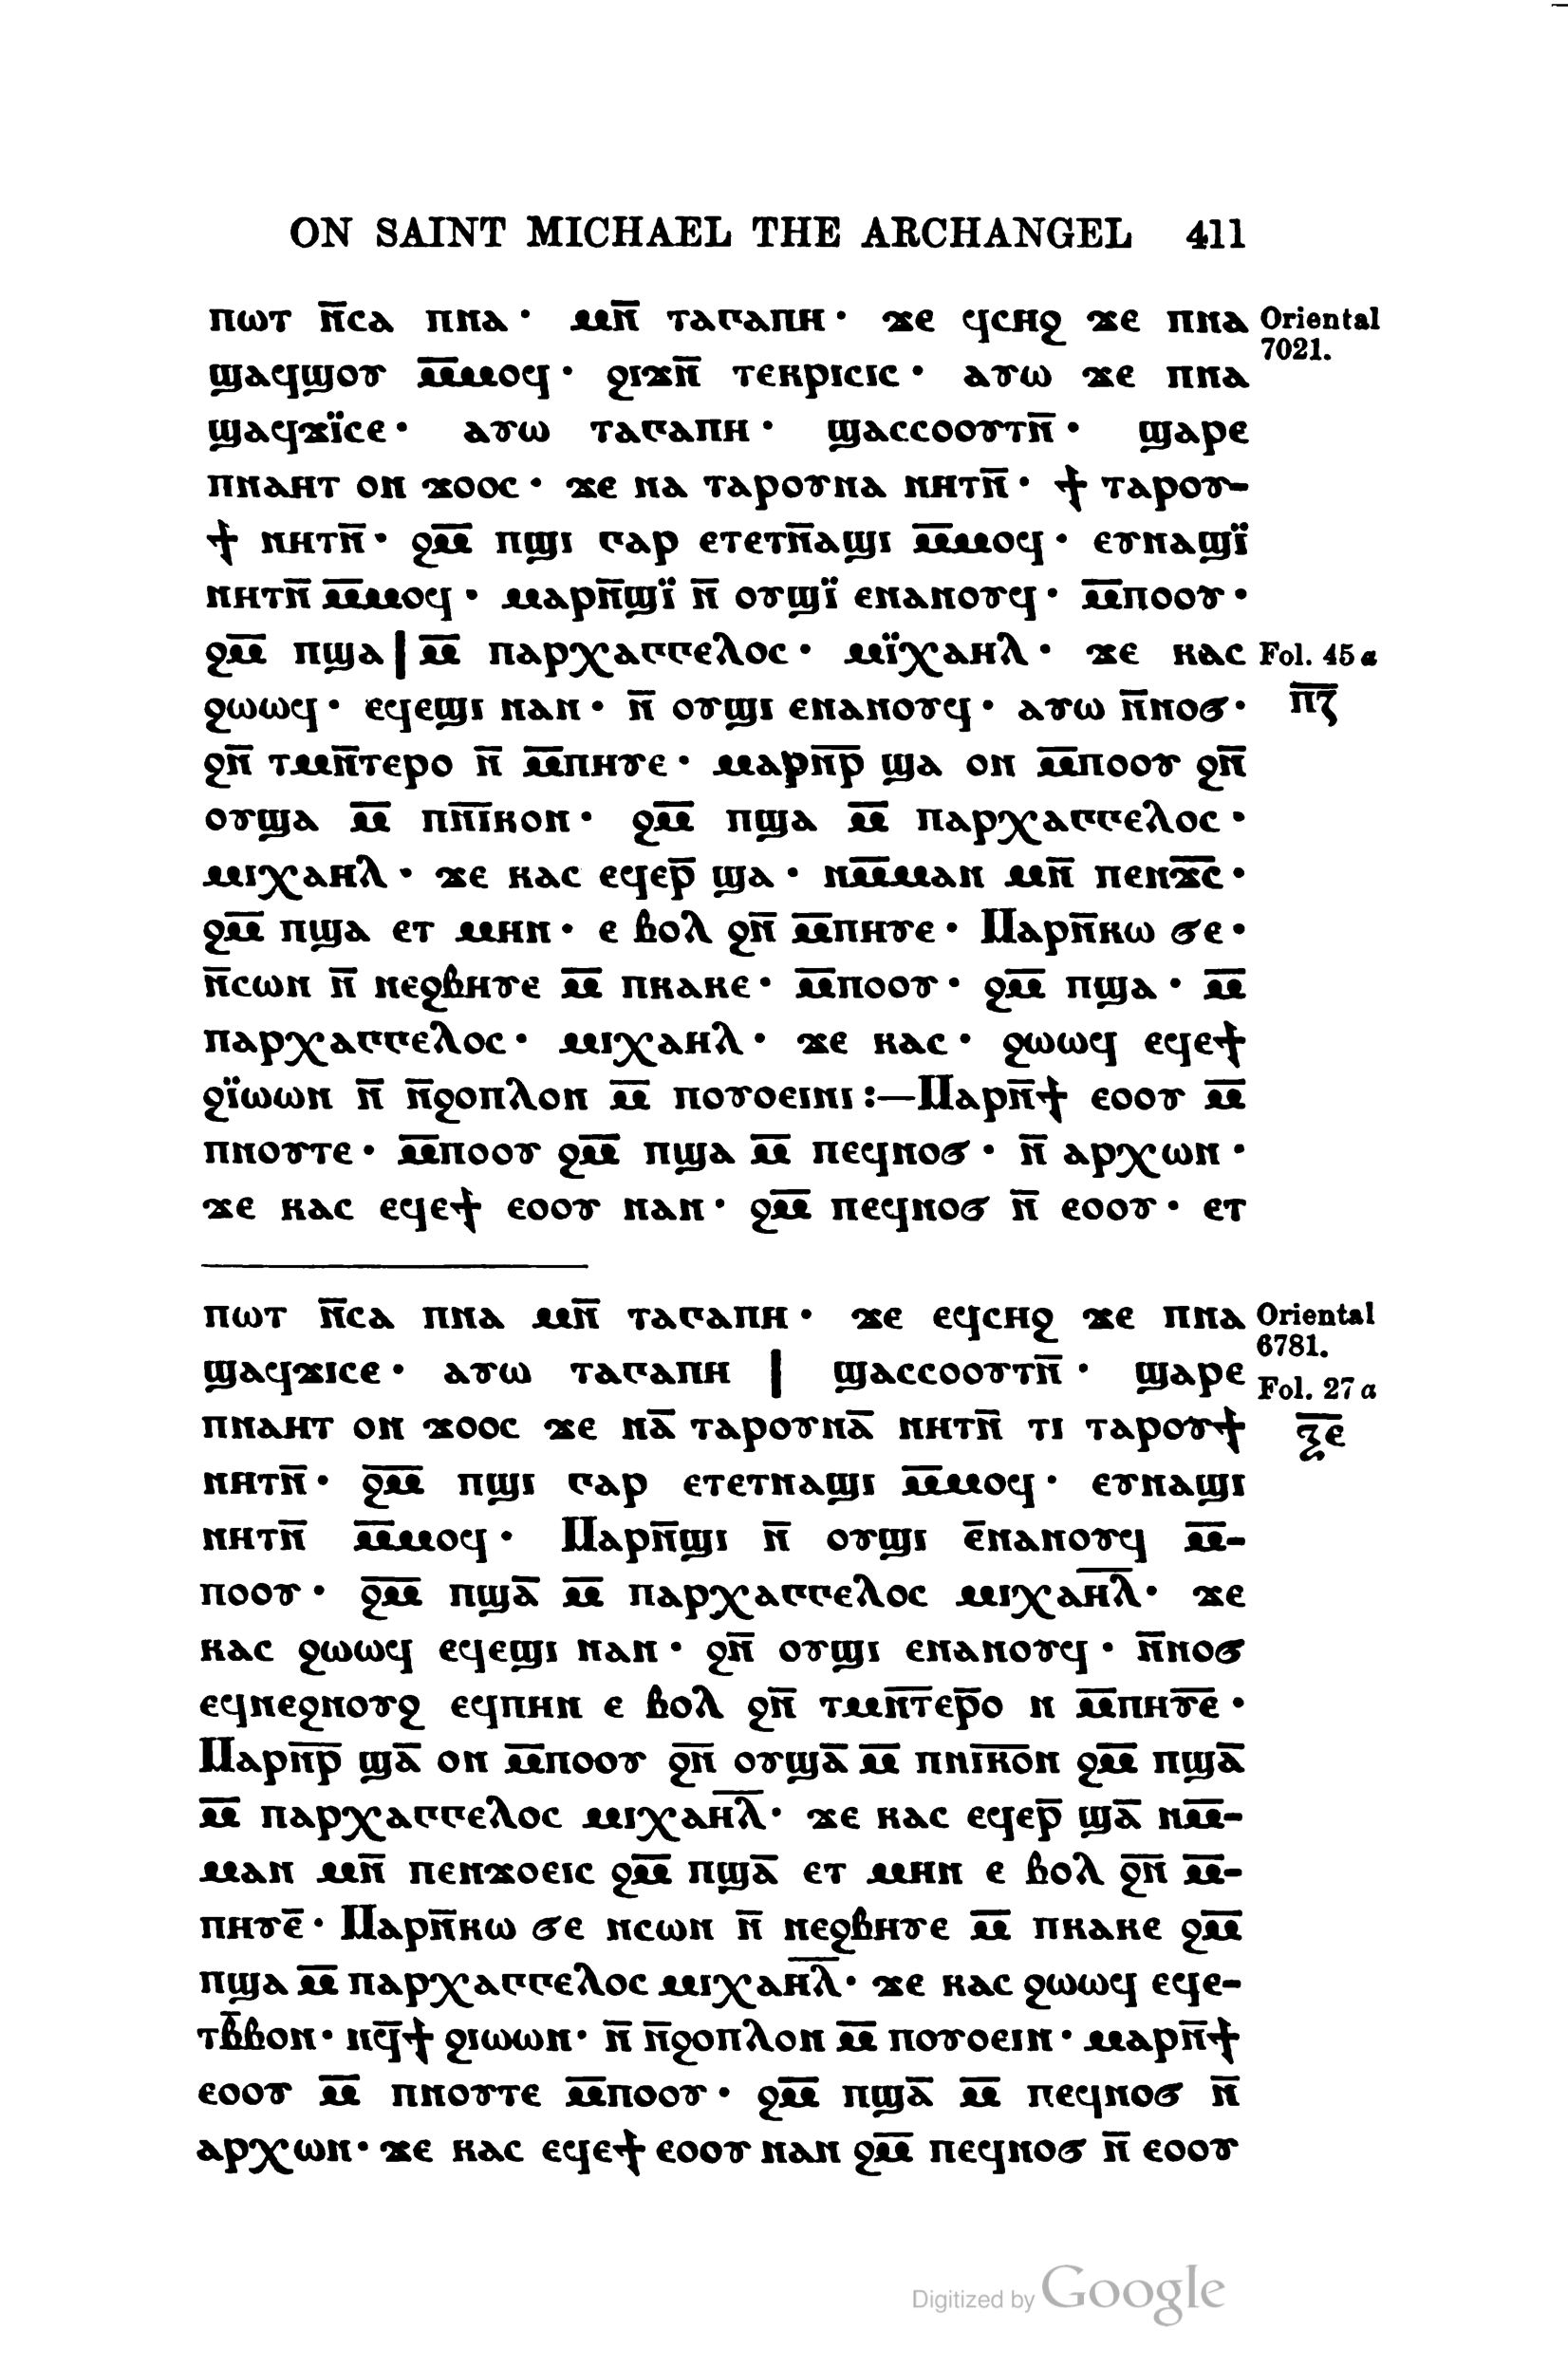 ON SAINT MICHAEL THE ARCHANGEL 411
ⲡⲱⲧ ⲛ̅ⲥⲁ ⲡⲛⲁ· ⲙⲛ̅ ⲧⲁⲅⲁⲡⲏ· ϫⲉ ϥⲥⲏϩ ϫⲉ ⲡⲛⲁ Oriental 7021.
ϣⲁϥϣⲟⲩ ⲙ̅ⲙⲟϥ· ϩⲓϫⲛ̅ ⲧⲉⲕⲣⲓⲥⲓⲥ· ⲁⲩⲱ ϫⲉ ⲡⲛⲁ
ϣⲁϥϫⲓ̈ⲥⲉ· ⲁⲩⲱ ⲧⲁⲅⲁⲡⲏ· ϣⲁⲥⲥⲟⲟⲩⲧⲛ̅· ϣⲁⲣⲉ
ⲡⲛⲁⲏⲧ ⲟⲛ ϫⲟⲟⲥ· ϫⲉ ⲛⲁ ⲧⲁⲣⲟⲩⲛⲁ ⲛⲏⲧⲛ̅· ϯ ⲧⲁⲣⲟⲩ-
ϯ ⲛⲏⲧⲛ̅· ϩⲙ̅ ⲡϣⲓ ⲅⲁⲣ ⲉⲧⲉⲧⲛ̅ⲁϣⲓ ⲙ̅ⲙⲟϥ· ⲉⲩⲛⲁϣⲓ̈
ⲛⲏⲧⲛ̅ ⲙ̅ⲙⲟϥ· ⲙⲁⲣⲛ̅ϣⲓ̈ ⲛ̅ ⲟⲩϣⲓ̈ ⲉⲛⲁⲛⲟⲩϥ· ⲙ̅ⲡⲟⲟⲩ·
ϩⲙ̅ ⲡϣⲁ | ⲙ̅ ⲡⲁⲣⲭⲁⲅⲅⲉⲗⲟⲥ· ⲙⲓ̈ⲭⲁⲏⲗ· ϫⲉ ⲕⲁⲥ Fol. 45 a
ϩⲱⲱϥ· ⲉϥⲉϣⲓ ⲛⲁⲛ· ⲛ̅ ⲟⲩϣⲓ ⲉⲛⲁⲛⲟⲩϥ· ⲁⲩⲱ ⲛ̅ⲛⲟϭ· ⲡ̅ⲍ̅
ϩⲛ̅ ⲧⲙⲛ̅ⲧⲉⲣⲟ ⲛ̅ ⲙ̅ⲡⲏⲩⲉ· ⲙⲁⲣⲛ̅ⲣ̅ ϣⲁ ⲟⲛ ⲙ̅ⲡⲟⲟⲩ ϩⲛ̅
ⲟⲩϣⲁ ⲙ̅ ⲡⲛ̅ⲓ̅ⲕⲟⲛ· ϩⲙ̅ ⲡϣⲁ ⲙ̅ ⲡⲁⲣⲭⲁⲅⲅⲉⲗⲟⲥ·
ⲙⲓⲭⲁⲏⲗ· ϫⲉ ⲕⲁⲥ ⲉϥⲉⲣ̅ ϣⲁ· ⲛⲙ̅ⲙⲁⲛ ⲙⲛ̅ ⲡⲉⲛϫ̅ⲥ̅·
ϩⲙ̅ ⲡϣⲁ ⲉⲧ ⲙⲏⲛ· ⲉ ⲃⲟⲗ ϩⲛ̅ ⲙ̅ⲡⲏⲩⲉ· Ⲙⲁⲣⲛ̅ⲕⲱ ϭⲉ·
ⲛ̅ⲥⲱⲛ ⲛ̅ ⲛⲉϩⲃⲏⲩⲉ ⲙ̅ ⲡⲕⲁⲕⲉ· ⲙ̅ⲡⲟⲟⲩ· ϩⲙ̅ ⲡϣⲁ· ⲙ̅
ⲡⲁⲣⲭⲁⲅⲅⲉⲗⲟⲥ· ⲙⲓⲭⲁⲏⲗ· ϫⲉ ⲕⲁⲥ· ϩⲱⲱϥ ⲉϥⲉϯ
ϩⲓ̈ⲱⲱⲛ ⲛ̅ ⲛ̅ϩⲟⲡⲗⲟⲛ ⲙ̅ ⲡⲟⲩⲟⲉⲓⲛⲓ :—Ⲙⲁⲣⲛ̅ϯ ⲉⲟⲟⲩ ⲙ̅
ⲡⲛⲟⲩⲧⲉ· ⲙ̅ⲡⲟⲟⲩ ϩⲙ̅ ⲡϣⲁ ⲙ̅ ⲡⲉϥⲛⲟϭ· ⲛ̅ ⲁⲣⲭⲱⲛ·
ϫⲉ ⲕⲁⲥ ⲉϥⲉϯ ⲉⲟⲟⲩ ⲛⲁⲛ· ϩⲙ̅ ⲡⲉϥⲛⲟϭ ⲛ̅ ⲉⲟⲟⲩ· ⲉⲧ
ⲡⲱⲧ ⲛ̅ⲥⲁ ⲡⲛⲁ ⲙⲛ̅ ⲧⲁⲅⲁⲡⲏ· ϫⲉ ⲉϥⲥⲏϩ ϫⲉ ⲡⲛⲁ Oriental 6781.
ϣⲁϥϫⲓⲥⲉ· ⲁⲩⲱ ⲧⲁⲅⲁⲡⲏ | ϣⲁⲥⲥⲟⲟⲩⲧⲛ̅· ϣⲁⲣⲉ Fol. 27 a
ⲡⲛⲁⲏⲧ ⲟⲛ ϫⲟⲟⲥ ϫⲉ ⲛⲁ̅ ⲧⲁⲣⲟⲩⲛⲁ̅ ⲛⲏⲧⲛ̅ ⲧⲓ ⲧⲁⲣⲟⲩϯ ⲝ̅ⲉ̅
ⲛⲏⲧⲛ̅· ϩⲙ̅ ⲡϣⲓ ⲅⲁⲣ ⲉⲧⲉⲧⲛⲁϣⲓ ⲙ̅ⲙⲟϥ· ⲉⲩⲛⲁϣⲓ
ⲛⲏⲧⲛ̅ ⲙ̅ⲙⲟϥ· Ⲙⲁⲣⲛ̅ϣⲓ ⲛ̅ ⲟⲩϣⲓ ⲉ̅ⲛⲁⲛⲟⲩϥ ⲙ̅-
ⲡⲟⲟⲩ· ϩⲙ̅ ⲡϣⲁ̅ ⲙ̅ ⲡⲁⲣⲭⲁⲅⲅⲉⲗⲟⲥ ⲙⲓⲭⲁⲏ̅ⲗ̅· ϫⲉ
ⲕⲁⲥ ϩⲱⲱϥ ⲉϥⲉϣⲓ ⲛⲁⲛ· ϩⲛ̅ ⲟⲩϣⲓ ⲉⲛⲁⲛⲟⲩϥ· ⲛ̅ⲛⲟϭ
ⲉϥⲛⲉϩⲛⲟⲩϩ ⲉϥⲡⲏⲛ ⲉ ⲃⲟⲗ ϩⲛ̅ ⲧⲙⲛ̅ⲧ̅ⲉⲣ̅ⲟ ⲛ ⲙ̅ⲡⲏⲩ̅ⲉ̅·
Ⲙⲁⲣⲛ̅ⲣ̅ ϣⲁ̅ ⲟⲛ ⲙ̅ⲡⲟⲟⲩ ϩⲛ̅ ⲟⲩϣⲁ̅ ⲙ̅ ⲡⲛⲓ̅ⲕ̅ⲟ̅ⲛ ϩⲙ̅ ⲡϣⲁ̅
ⲙ̅ ⲡⲁⲣⲭⲁⲅⲅⲉⲗⲟⲥ ⲙⲓⲭⲁⲏ̅ⲗ̅· ϫⲉ ⲕⲁⲥ ⲉϥⲉⲣ̅ ϣⲁ̅ ⲛⲙ̅-
ⲙⲁⲛ ⲙⲛ̅ ⲡⲉⲛϫⲟⲉⲓⲥ ϩⲙ̅ ⲡϣⲁ̅ ⲉⲧ ⲙⲏⲛ ⲉ ⲃⲟⲗ ϩⲛ̅ ⲙ̅-
ⲡⲏⲩⲉ̅· Ⲙⲁⲣⲛ̅ⲕⲱ ϭⲉ ⲛⲥⲱⲛ ⲛ̅ ⲛⲉϩⲃⲏⲩⲉ ⲙ̅ ⲡⲕⲁⲕⲉ ϩⲙ̅
ⲡϣⲁ ⲙ̅ ⲡⲁⲣⲭⲁⲅⲅⲉⲗⲟⲥ ⲙⲓⲭⲁⲏ̅ⲗ̅· ϫⲉ ⲕⲁⲥ ϩⲱⲱϥ ⲉϥⲉ-
ⲧⲃ̅ⲃⲟⲛ· ⲛϥ̅ϯ ϩⲓⲱⲱⲛ· ⲛ̅ ⲛ̅ϩⲟⲡⲗⲟⲛ ⲙ̅ ⲡⲟⲩⲟⲉⲓⲛ· ⲙⲁⲣⲛ̅ϯ
ⲉⲟⲟⲩ ⲙ̅ ⲡⲛⲟⲩⲧⲉ ⲙ̅ⲡⲟⲟⲩ· ϩⲙ̅ ⲡϣⲁ̅ ⲙ̅ ⲡⲉϥⲛⲟϭ ⲛ̅
ⲁⲣⲭⲱⲛ· ϫⲉ ⲕⲁⲥ ⲉϥⲉϯ ⲉⲟⲟⲩ ⲛⲁⲛ ϩⲙ̅ ⲡⲉϥⲛⲟϭ ⲛ̅ ⲉⲟⲟⲩ
Digitized by Google